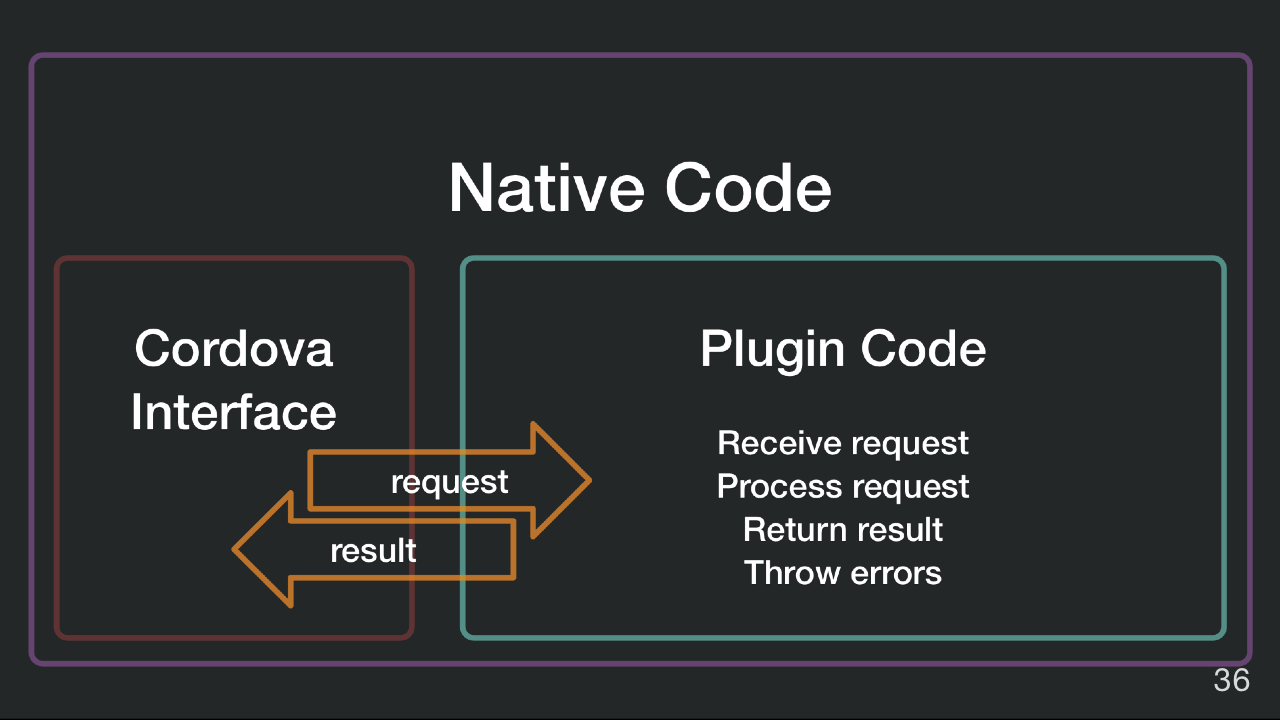 Native Code
Cordova
Interface
request
result
Plugin Code
Receive request
Process request
Return result
Throw errors
36